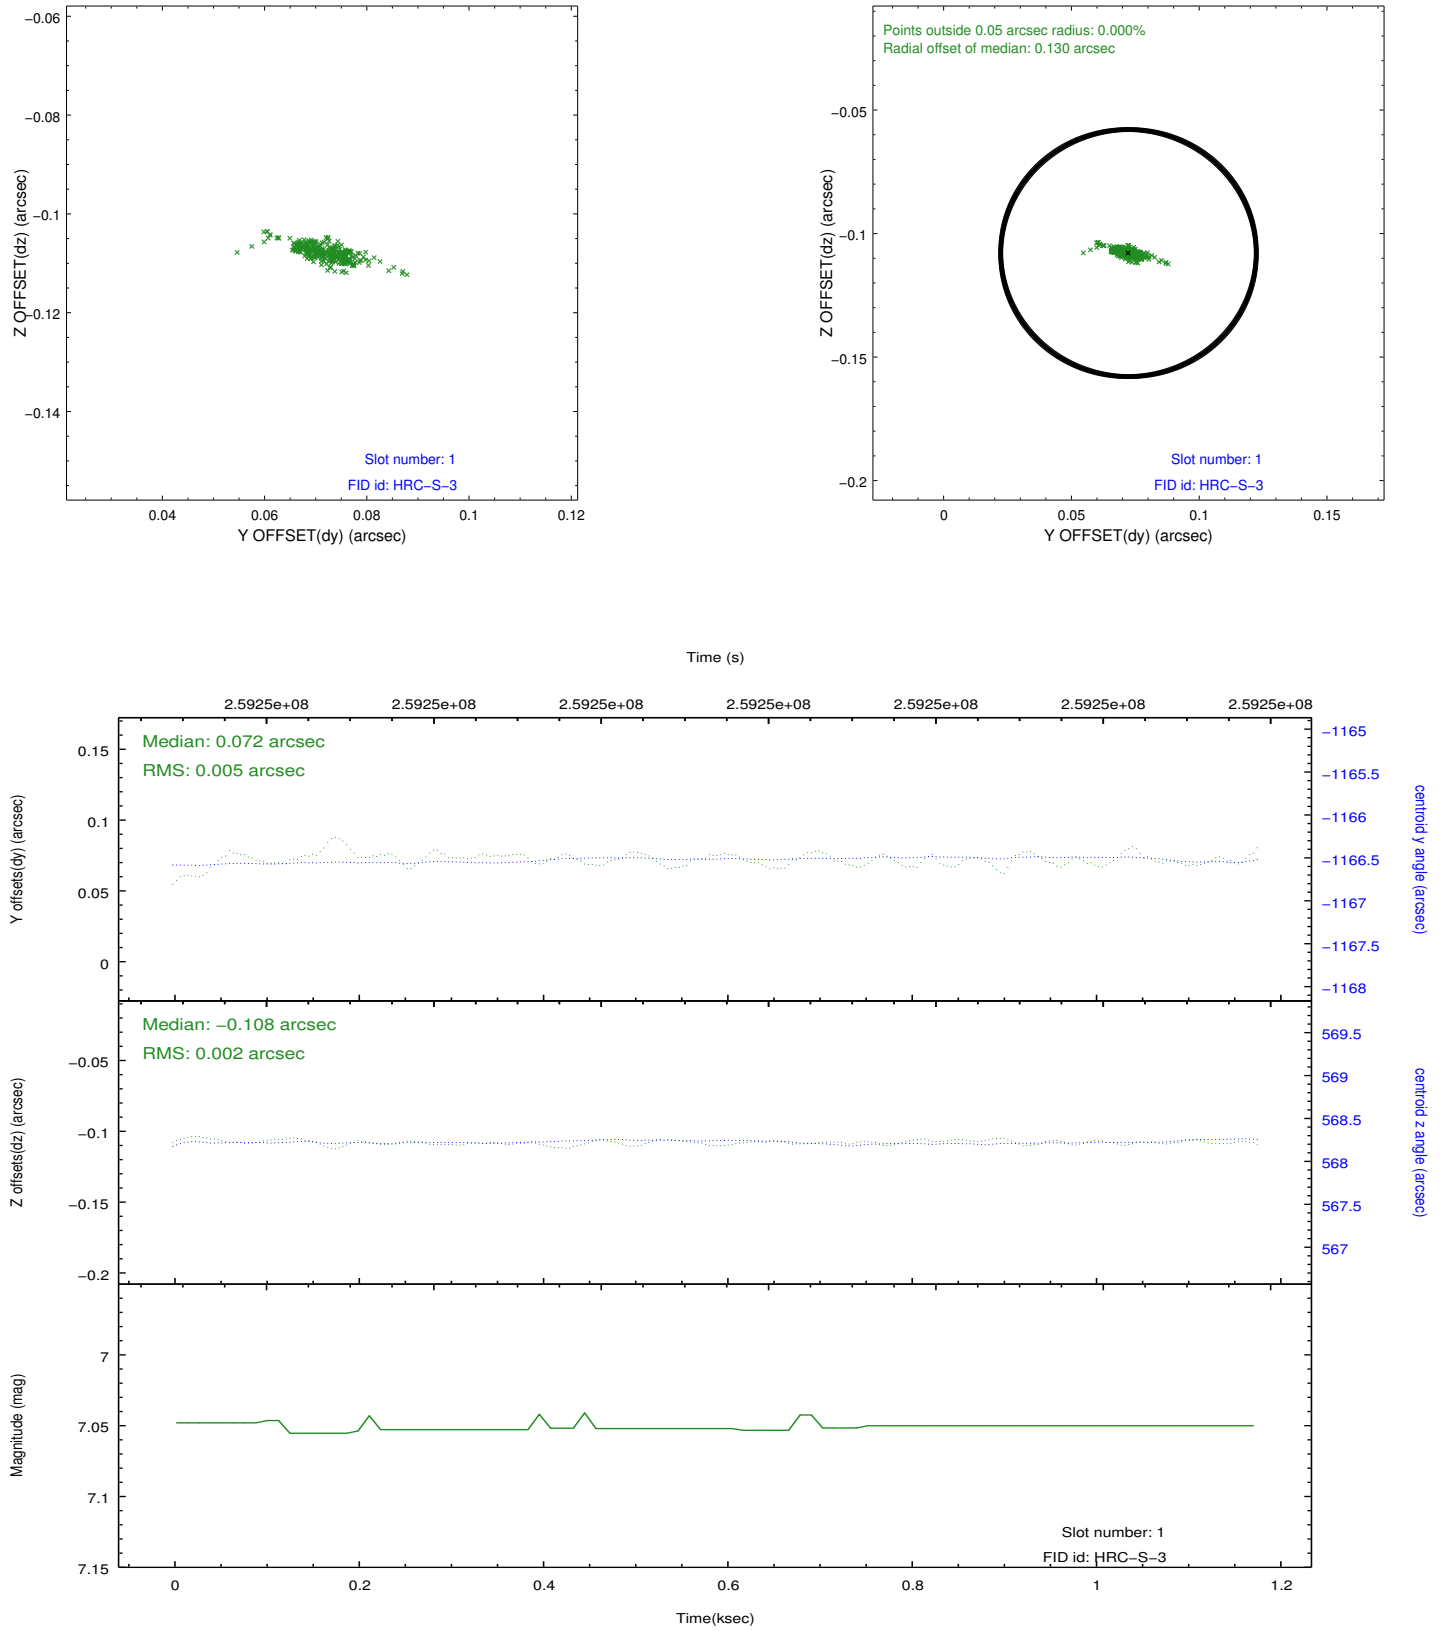 −0.06
−0.08
−0.1
−0.12
−0.14
Z OFFSET(dz) (arcsec)
Slot number: 1
FID id: HRC−S−3
0.04 0.06 0.08 0.1 0.12
Y OFFSET(dy) (arcsec)
Points outside 0.05 arcsec radius: 0.000%
Radial offset of median: 0.130 arcsec
−0.05
−0.1
−0.15
−0.2
Z OFFSET(dz) (arcsec)
Slot number: 1
FID id: HRC−S−3
0 0.05 0.1 0.15
Y OFFSET(dy) (arcsec)
Time (s)
2.5925e+08 2.5925e+08 2.5925e+08 2.5925e+08 2.5925e+08 2.5925e+08 2.5925e+08
Median: 0.072 arcsec
RMS: 0.005 arcsec
0.15
0.1
0.05
0
Y offsets(dy) (arcsec)
−1165
−1165.5
−1166
−1166.5
−1167
−1167.5
−1168
centroid y angle (arcsec)
Median: −0.108 arcsec
RMS: 0.002 arcsec
−0.05
−0.1
−0.15
−0.2
Z offsets(dz) (arcsec)
569.5
569
568.5
568
567.5
567
centroid z angle (arcsec)
7
7.05
7.1
7.15
Magnitude (mag)
Slot number: 1
FID id: HRC−S−3
0 0.2 0.4 0.6 0.8 1 1.2
Time(ksec)